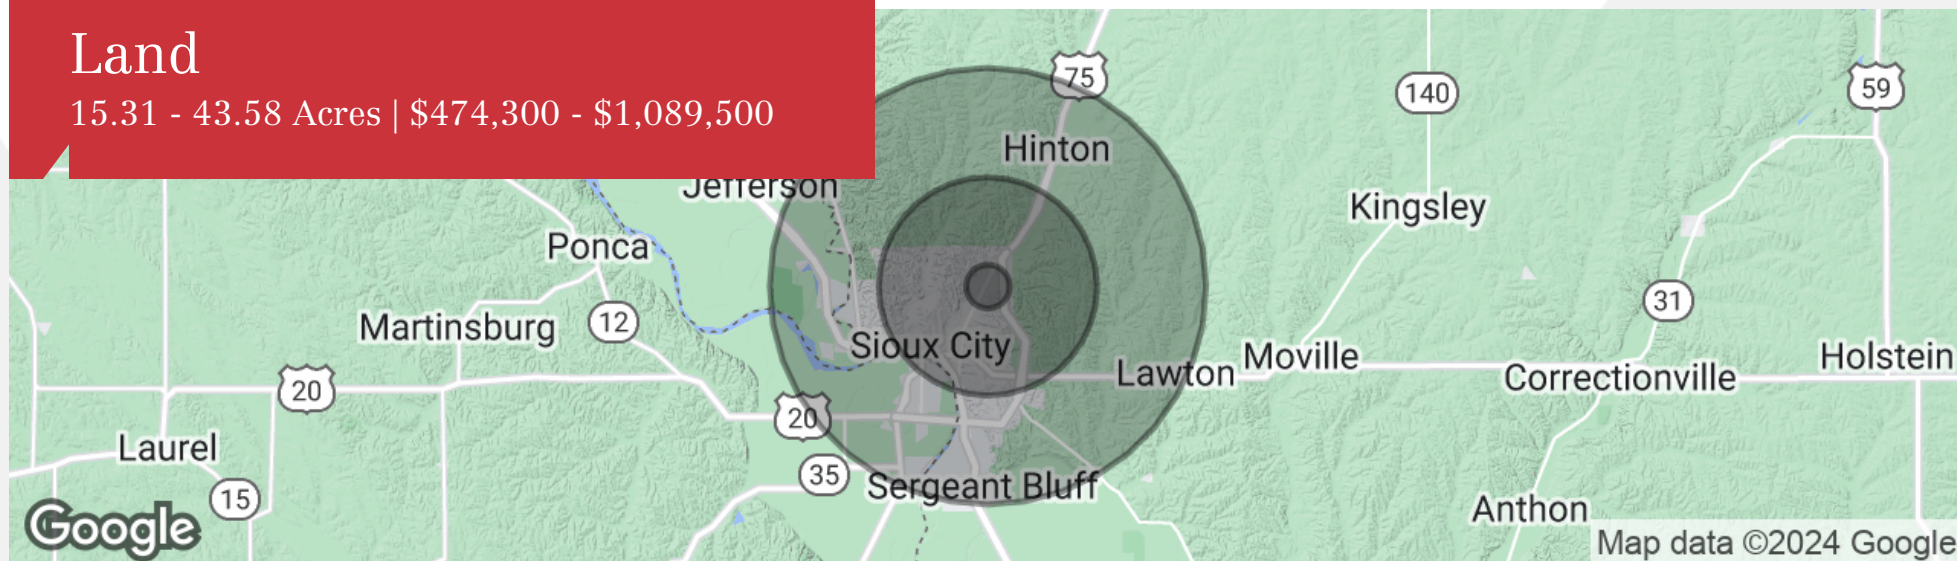 Land
15.31 - 43.58 Acres | $474,300 - $1,089,500
75
140
59
Hinton
Jefferson
Kingsley
Ponca
31
12
Martinsburg
Sioux City
Lawton
Moville
Holstein
Correctionville
20
20
Laurel
35
Sergeant Bluff
15
Anthon
Google
Map data ©2024 Google